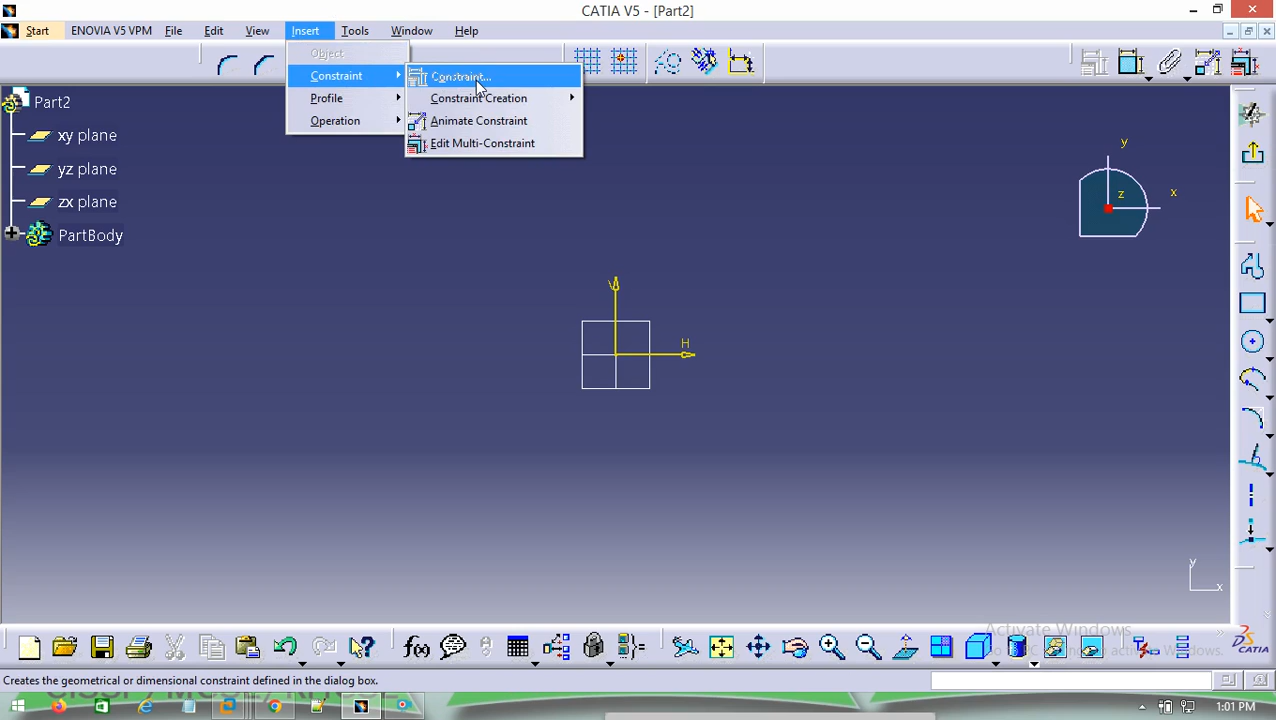 CATIA V5 - [Part2]
Start ENOVIA V5 VPM File Edit View Insert Tools Window Help
Object
Constraint
Profile
Operation
Constraint...
Constraint Creation
Animate Constraint
Edit Multi-Constraint
Part2
xy plane
yz plane
zx plane
PartBody
y
z
x
V
H
y
x
Activate Windows
f(x)
CATIA
Creates the geometrical or dimensional constraint defined in the dialog box.
1:01 PM